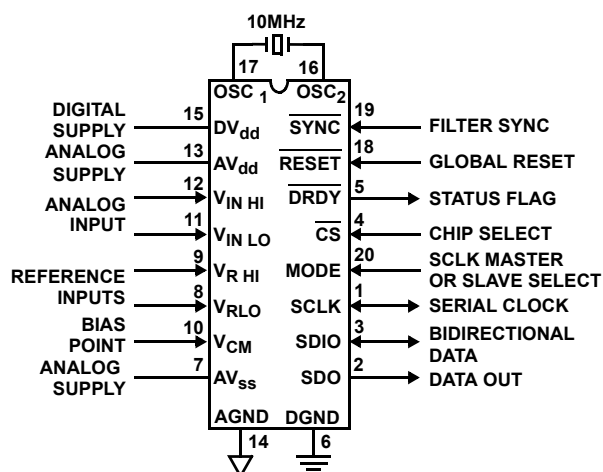 10MHz
17 16
OSC 1 OSC2
DIGITAL SUPPLY 15 DVdd
ANALOG SUPPLY 13 AVdd
ANALOG INPUT 12 VIN HI
11 VIN LO
REFERENCE INPUTS 9 VR HI
8 VRLO
BIAS POINT 10 VCM
ANALOG SUPPLY 7 AVss
SYNC 19 FILTER SYNC
RESET 18 GLOBAL RESET
DRDY 5 STATUS FLAG
CS 4 CHIP SELECT
MODE 20 SCLK MASTER OR SLAVE SELECT
SCLK 1 SERIAL CLOCK
SDIO 3 BIDIRECTIONAL DATA
SDO 2 DATA OUT
AGND DGND
14 6